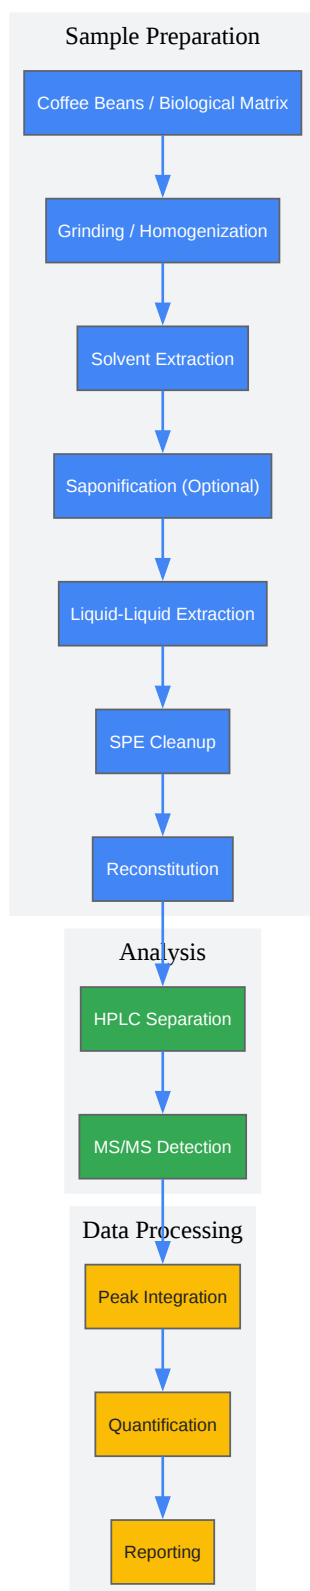 Sample Preparation
Coffee Beans / Biological Matrix
Grinding / Homogenization
Solvent Extraction
Saponification (Optional)
Liquid-Liquid Extraction
SPE Cleanup
Reconstitution
Analysis
HPLC Separation
MS/MS Detection
Data Processing
Peak Integration
Quantification
Reporting